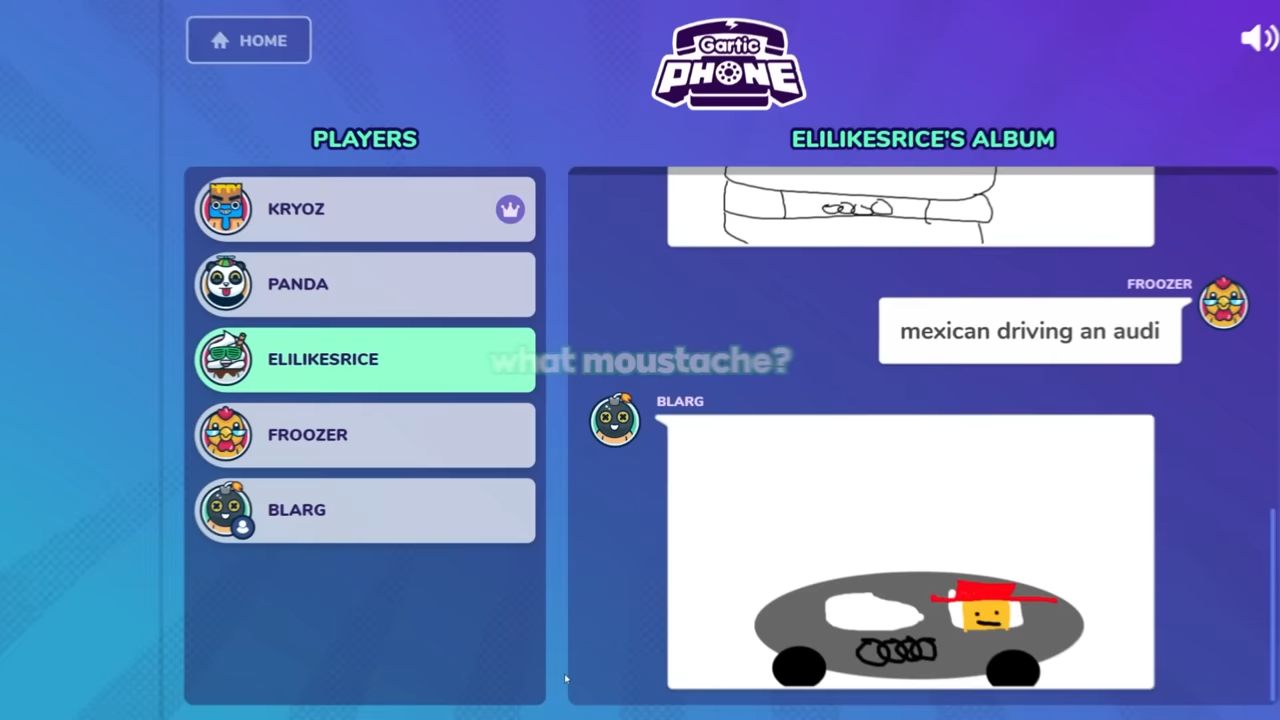 HOME
Gartic
PHONE
PLAYERS
ELILIKESRICE'S ALBUM
KRYOZ
PANDA
ELILIKESRICE
FROOZER
BLARG
FROOZER
mexican driving an audi
what moustache?
BLARG